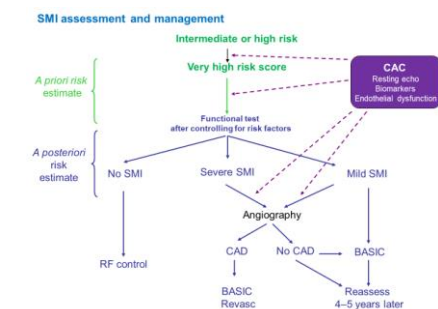 SMI assessment and management
Intermediate or high risk
Very high risk score
CAC
Resting echo
Biomarkers
Endothelial dysfunction
A priori risk
estimate
Functional test
after controlling for risk factors
A posteriori
risk
estimate
No SMI
Severe SMI
Mild SMI
Angiography
RF control
CAD
No CAD
BASIC
BASIC
Revasc
Reassess
4–5 years later